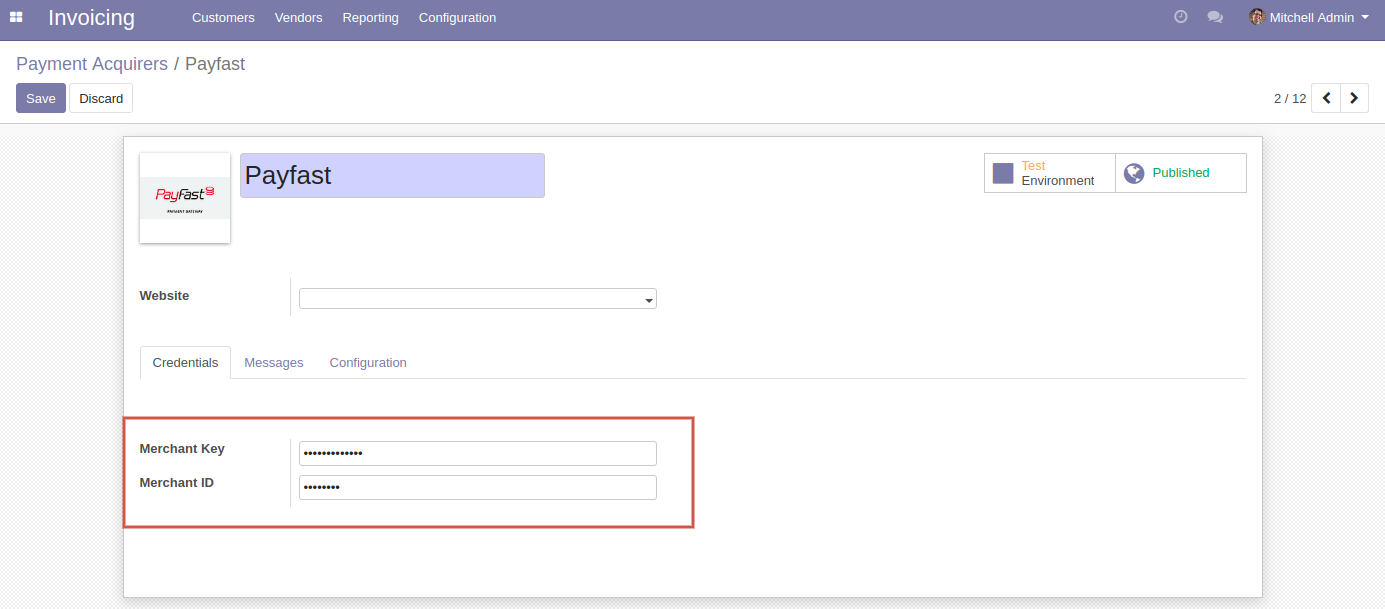 Invoicing Customers Vendors Reporting Configuration Mitchell Admin
Payment Acquirers / Payfast
Save Discard 2 / 12
PayFast
PAYMENT GATEWAY
Payfast
Test
Environment
Published
Website
Credentials Messages Configuration
Merchant Key •••••••••••••
Merchant ID ••••••••